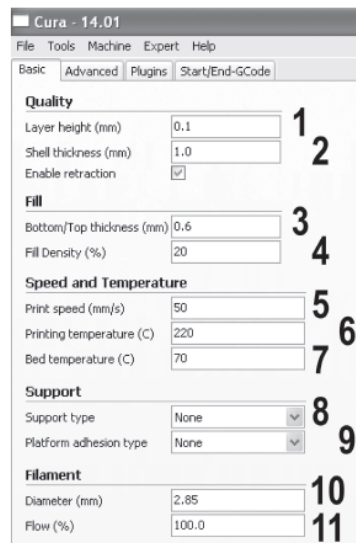 Cura - 14.01
File Tools Machine Expert Help
Basic Advanced Plugins Start/End-GCode
Quality
Layer height (mm) 0.1 1
Shell thickness (mm) 1.0 2
Enable retraction
Fill
Bottom/Top thickness (mm) 0.6 3
Fill Density (%) 20 4
Speed and Temperature
Print speed (mm/s) 50 5
Printing temperature (C) 220 6
Bed temperature (C) 70 7
Support
Support type None 8
Platform adhesion type None 9
Filament
Diameter (mm) 2.85 10
Flow (%) 100.0 11